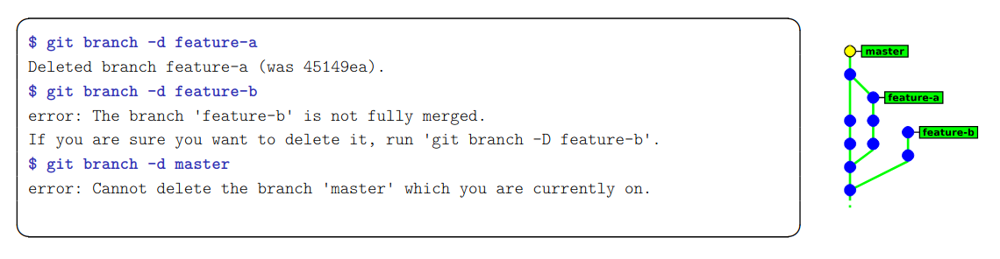 $ git branch -d feature-a
Deleted branch feature-a (was 45149ea).
$ git branch -d feature-b
error: The branch 'feature-b' is not fully merged.
If you are sure you want to delete it, run 'git branch -D feature-b'.
$ git branch -d master
error: Cannot delete the branch 'master' which you are currently on.
master
feature-a
feature-b